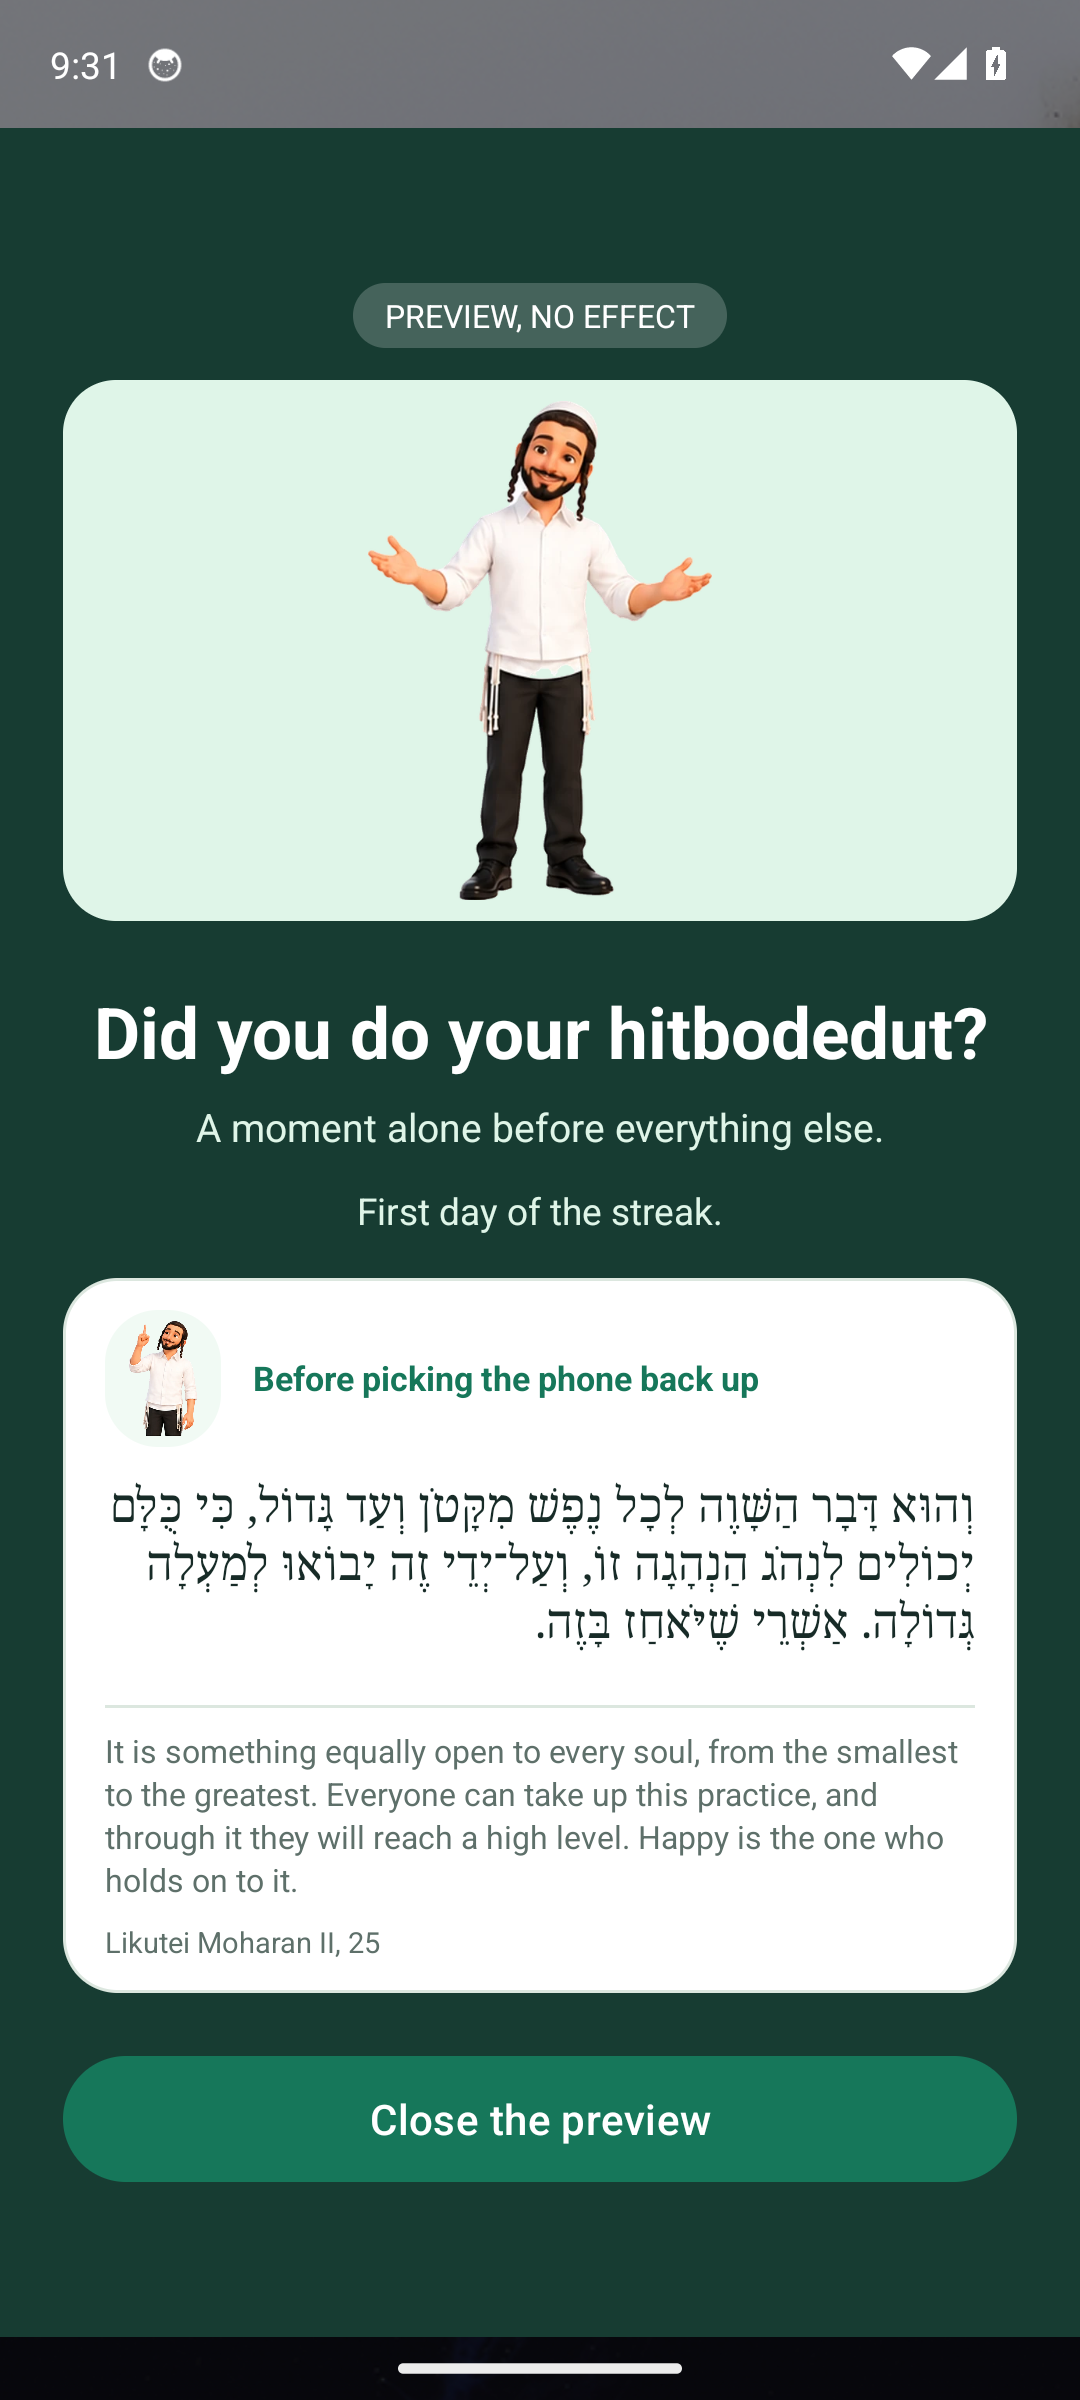 9:31
PREVIEW, NO EFFECT
Did you do your hitbodedut?
A moment alone before everything else.
First day of the streak.
Before picking the phone back up
וְהוּא דָּבָר הַשָּׁוֶה לְכָל נֶפֶשׁ מִקָּטֹן וְעַד גָּדוֹל, כִּי כֻּלָּם
יְכוֹלִים לִנְהֹג הַנְהָגָה זוֹ, וְעַל־יְדֵי זֶה יָבוֹאוּ לְמַעְלָה
גְּדוֹלָה. אַשְׁרֵי שֶׁיֹּאחַז בָּזֶה.
It is something equally open to every soul, from the smallest
to the greatest. Everyone can take up this practice, and
through it they will reach a high level. Happy is the one who
holds on to it.
Likutei Moharan II, 25
Close the preview